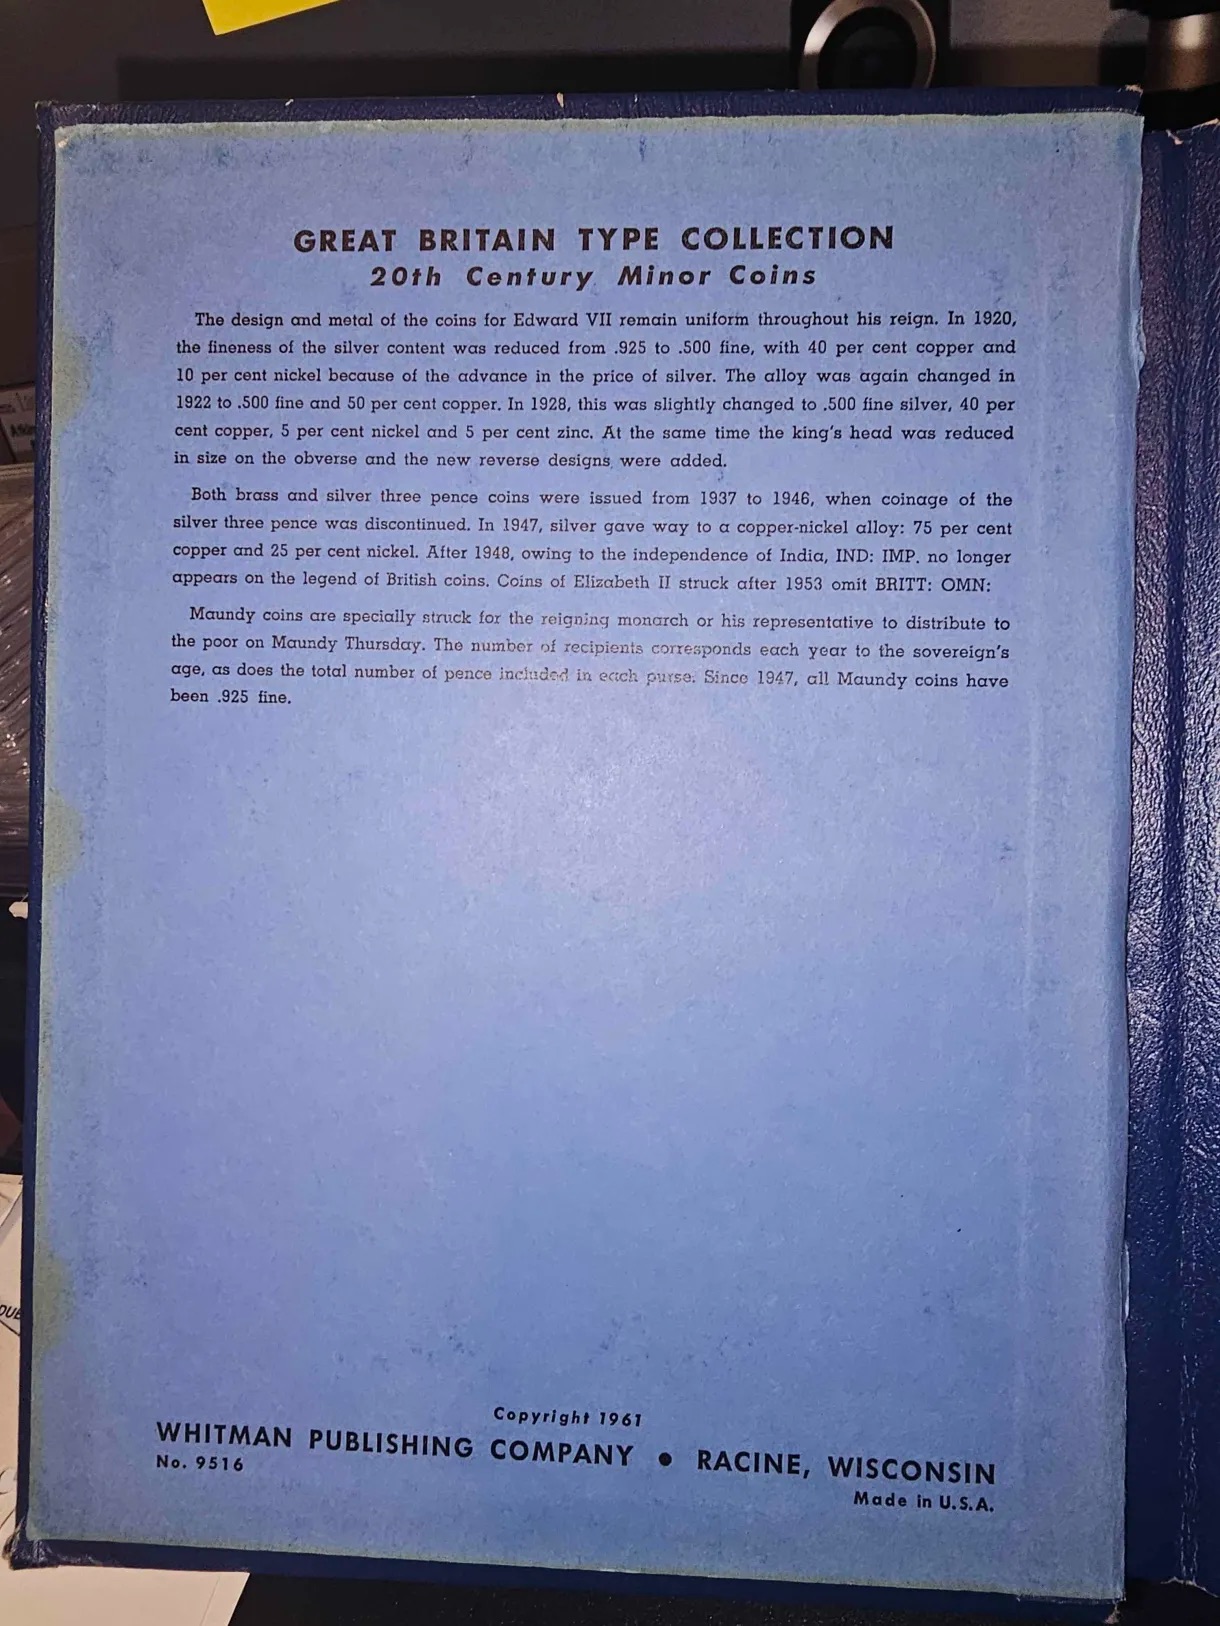 GREAT BRITAIN TYPE COLLECTION
20th Century Minor Coins
The design and metal of the coins for Edward VII remain uniform throughout his reign. In 1920,
the fineness of the silver content was reduced from .925 to .500 fine, with 40 per cent copper and
10 per cent nickel because of the advance in the price of silver. The alloy was again changed in
1922 to .500 fine and 50 per cent copper. In 1928, this was slightly changed to .500 fine silver, 40 per
cent copper, 5 per cent nickel and 5 per cent zinc. At the same time the king's head was reduced
in size on the obverse and the new reverse designs were added.
Both brass and silver three pence coins were issued from 1937 to 1946, when coinage of the
silver three pence was discontinued. In 1947, silver gave way to a copper-nickel alloy: 75 per cent
copper and 25 per cent nickel. After 1948, owing to the independence of India, IND: IMP. no longer
appears on the legend of British coins. Coins of Elizabeth II struck after 1953 omit BRITT: OMN:
Maundy coins are specially struck for the reigning monarch or his representative to distribute to
the poor on Maundy Thursday. The number of recipients corresponds each year to the sovereign's
age, as does the total number of pence included in each purse. Since 1947, all Maundy coins have
been .925 fine.
Copyright 1961
WHITMAN PUBLISHING COMPANY • RACINE, WISCONSIN
No. 9516
Made in U.S.A.